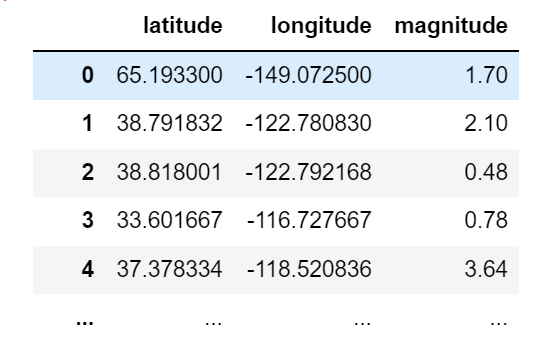 latitude longitude magnitude
0 65.193300 -149.072500 1.70
1 38.791832 -122.780830 2.10
2 38.818001 -122.792168 0.48
3 33.601667 -116.727667 0.78
4 37.378334 -118.520836 3.64
... ... ... ...